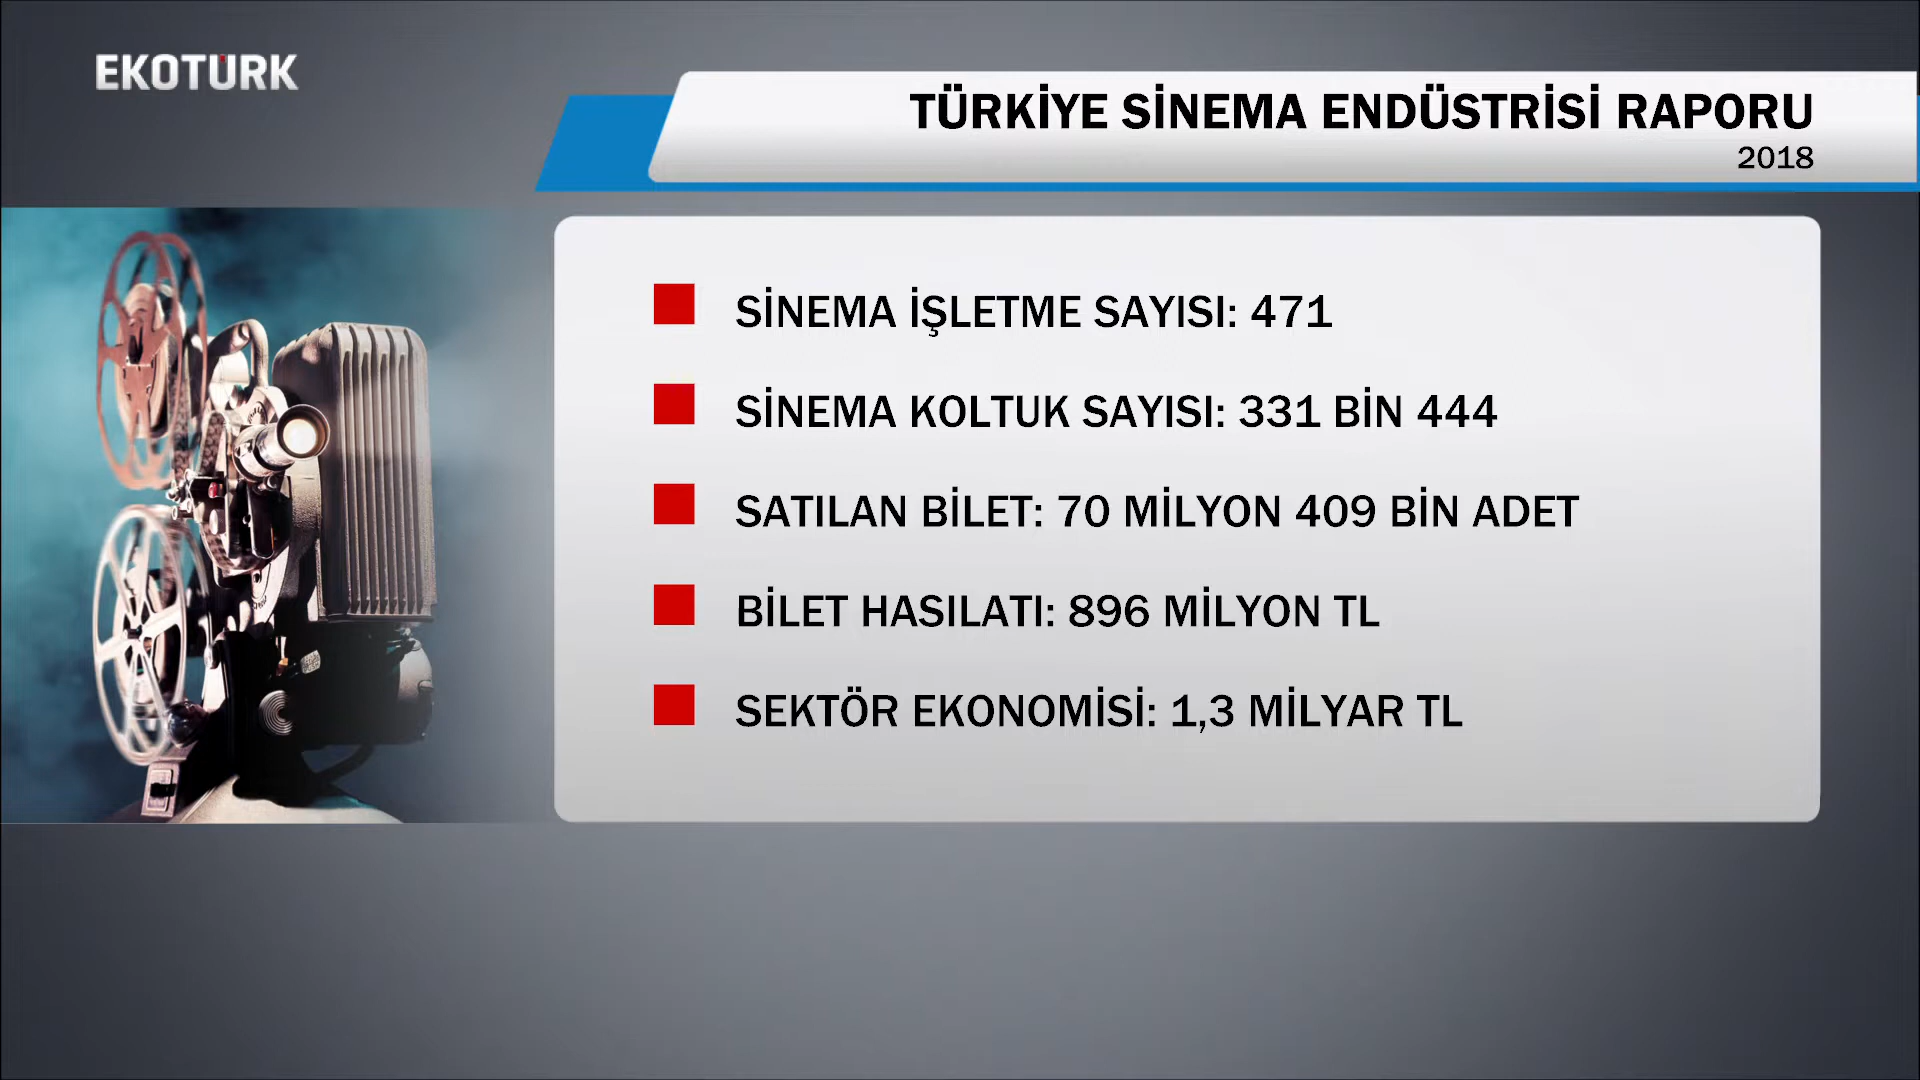 EKOTÜRK
TÜRKİYE SİNEMA ENDÜSTRİSİ RAPORU
2018
SİNEMA İŞLETME SAYISI: 471
SİNEMA KOLTUK SAYISI: 331 BİN 444
SATILAN BİLET: 70 MİLYON 409 BİN ADET
BİLET HASILATI: 896 MİLYON TL
SEKTÖR EKONOMİSİ: 1,3 MİLYAR TL